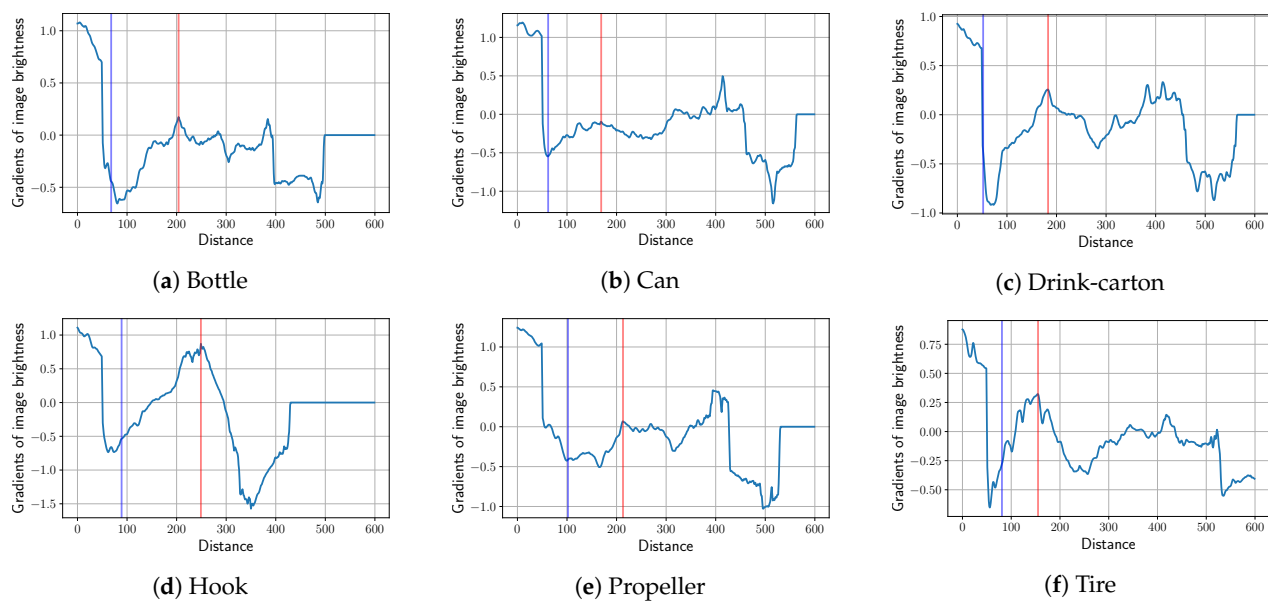 Gradients of image brightness
1.0
0.5
0.0
−0.5
0 100 200 300 400 500 600
Distance
(a) Bottle
Gradients of image brightness
1.0
0.5
0.0
−0.5
−1.0
0 100 200 300 400 500 600
Distance
(b) Can
Gradients of image brightness
1.0
0.5
0.0
−0.5
−1.0
0 100 200 300 400 500 600
Distance
(c) Drink-carton
Gradients of image brightness
1.0
0.5
0.0
−0.5
−1.0
−1.5
0 100 200 300 400 500 600
Distance
(d) Hook
Gradients of image brightness
1.0
0.5
0.0
−0.5
−1.0
0 100 200 300 400 500 600
Distance
(e) Propeller
Gradients of image brightness
0.75
0.50
0.25
0.00
−0.25
−0.50
0 100 200 300 400 500 600
Distance
(f) Tire